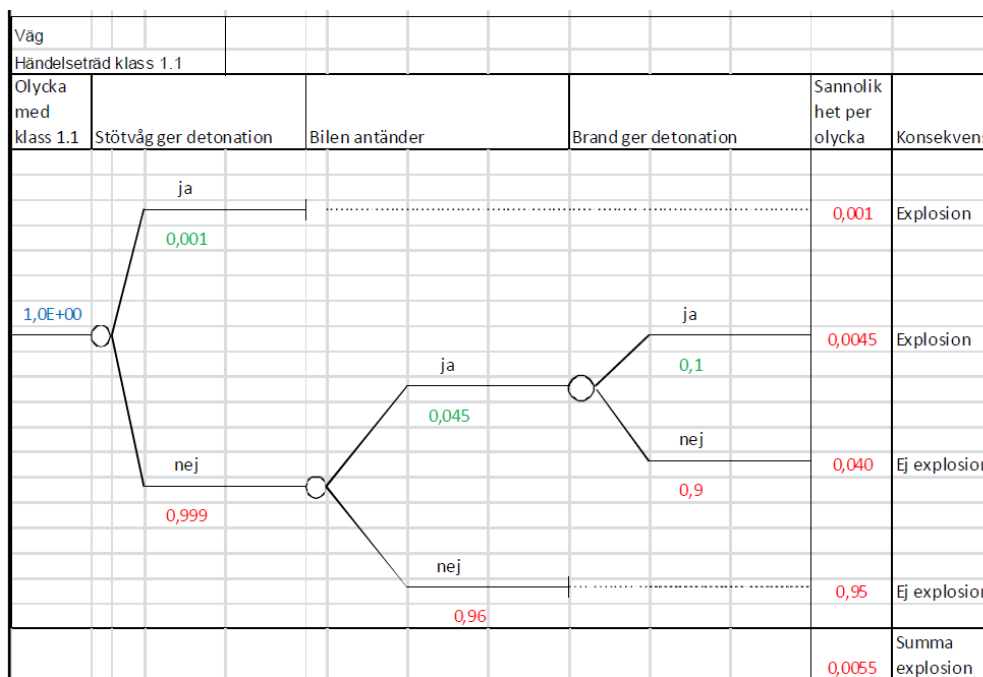 Väg
Händelseträd klass 1.1
Olycka
med
klass 1.1
Stötvåg ger detonation
Bilen antänder
Brand ger detonation
Sannolik
het per
olycka
Konsekvens
ja
0,001
0,001
Explosion
1,0E+00
ja
0,0045
Explosion
ja
0,1
0,045
nej
nej
0,040
Ej explosion
0,999
0,9
nej
0,95
Ej explosion
0,96
Summa
0,0055
explosion